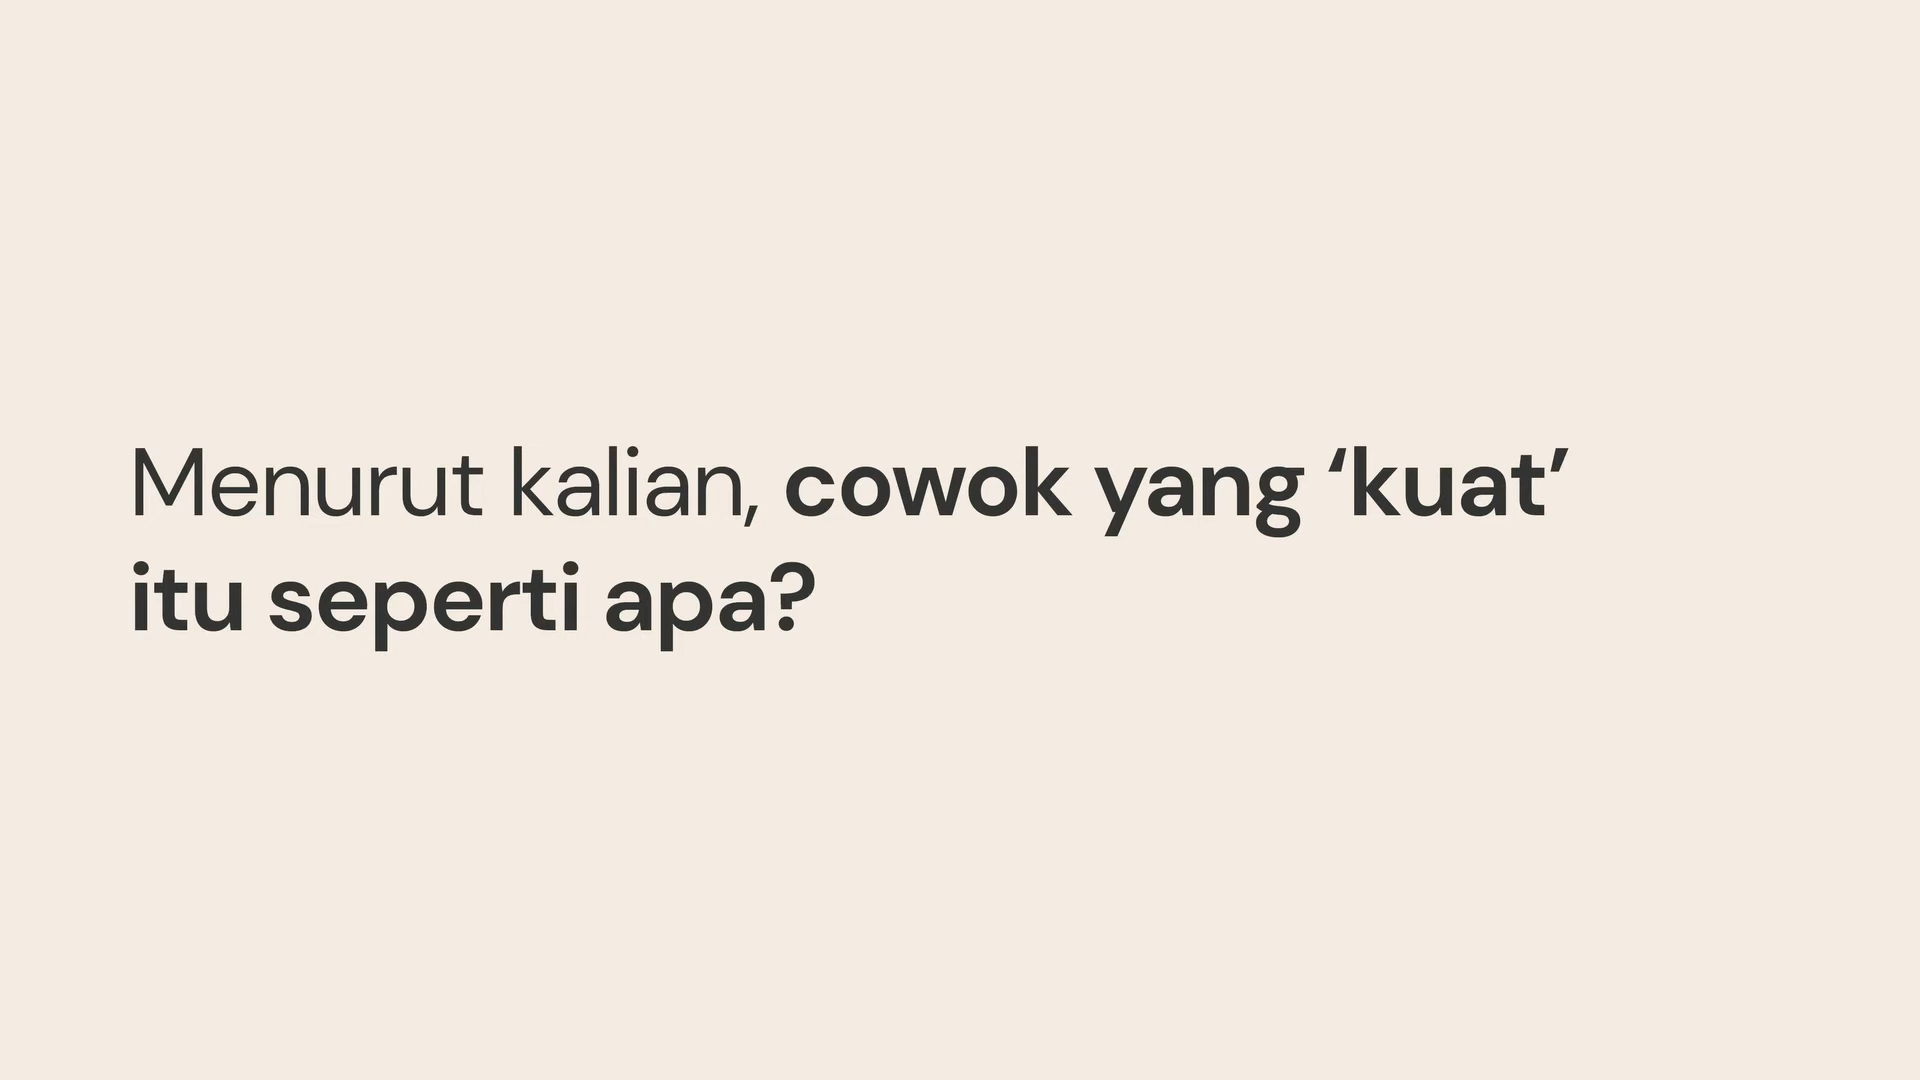 Menurut kalian, cowok yang ‘kuat’
itu seperti apa?